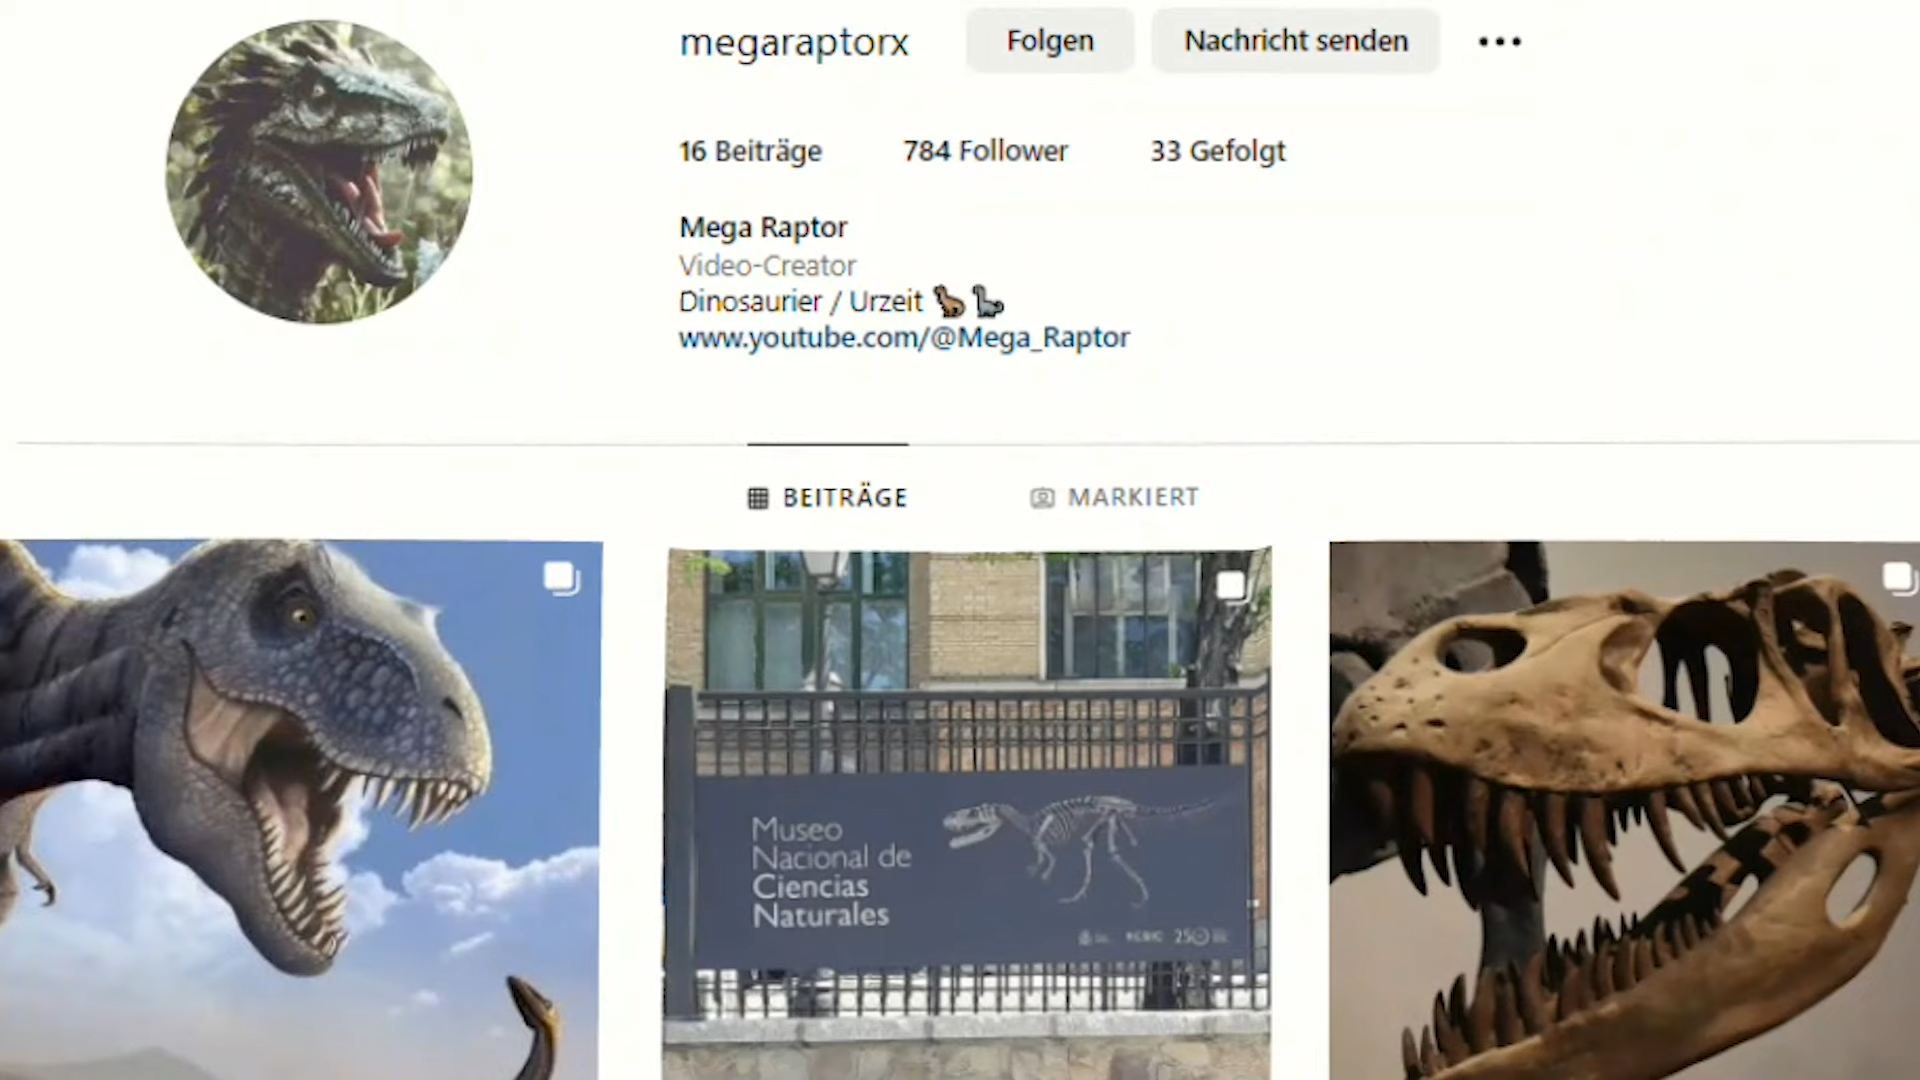 megaraptorx
Folgen
Nachricht senden
16 Beiträge
784 Follower
33 Gefolgt
Mega Raptor
Video-Creator
Dinosaurier / Urzeit 🦖🦕
www.youtube.com/@Mega_Raptor
BEITRÄGE
MARKIERT
Museo
Nacional de
Ciencias
Naturales
250